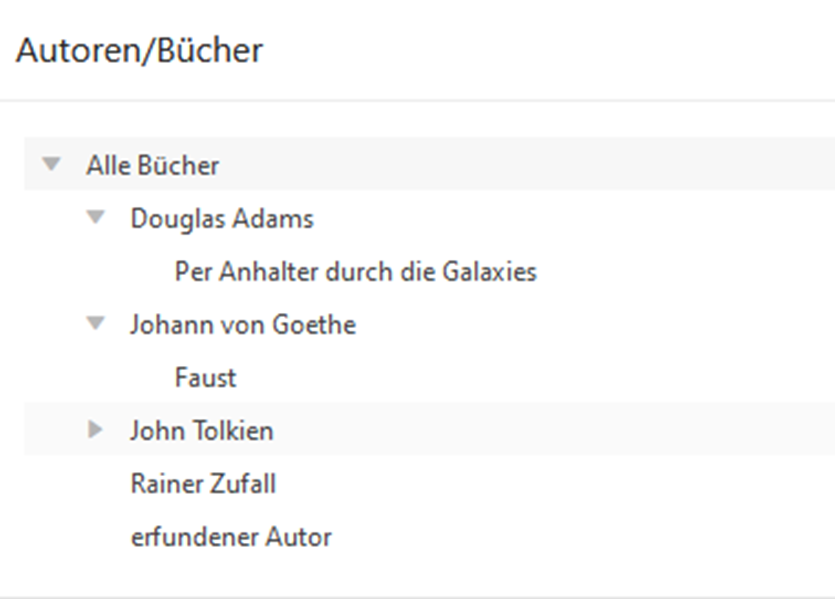 Autoren/Bücher
Alle Bücher
Douglas Adams
Per Anhalter durch die Galaxies
Johann von Goethe
Faust
John Tolkien
Rainer Zufall
erfundener Autor